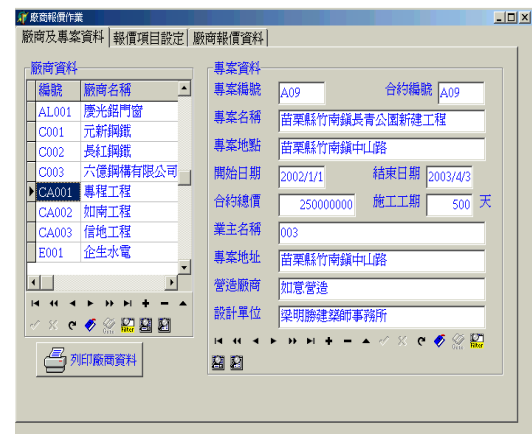 廠商報價作業
廠商及專案資料 報價項目設定 廠商報價資料
廠商資料
編號 廠商名稱
AL001 慶光鋁門窗
C001 元新鋼鐵
C002 長紅鋼鐵
C003 六億鋼構有限公司
CA001 專程工程
CA002 如南工程
CA003 信地工程
E001 企生水電
Filter
列印廠商資料
專案資料
專案編號 A09 合約編號 A09
專案名稱 苗栗縣竹南鎮長青公園新建工程
專案地點 苗栗縣竹南鎮中山路
開始日期 2002/1/1 結束日期 2003/4/3
合約總價 250000000 施工工期 500 天
業主名稱 003
專案地址 苗栗縣竹南鎮中山路
營造廠商 如意營造
設計單位 梁明勝建築師事務所
Filter